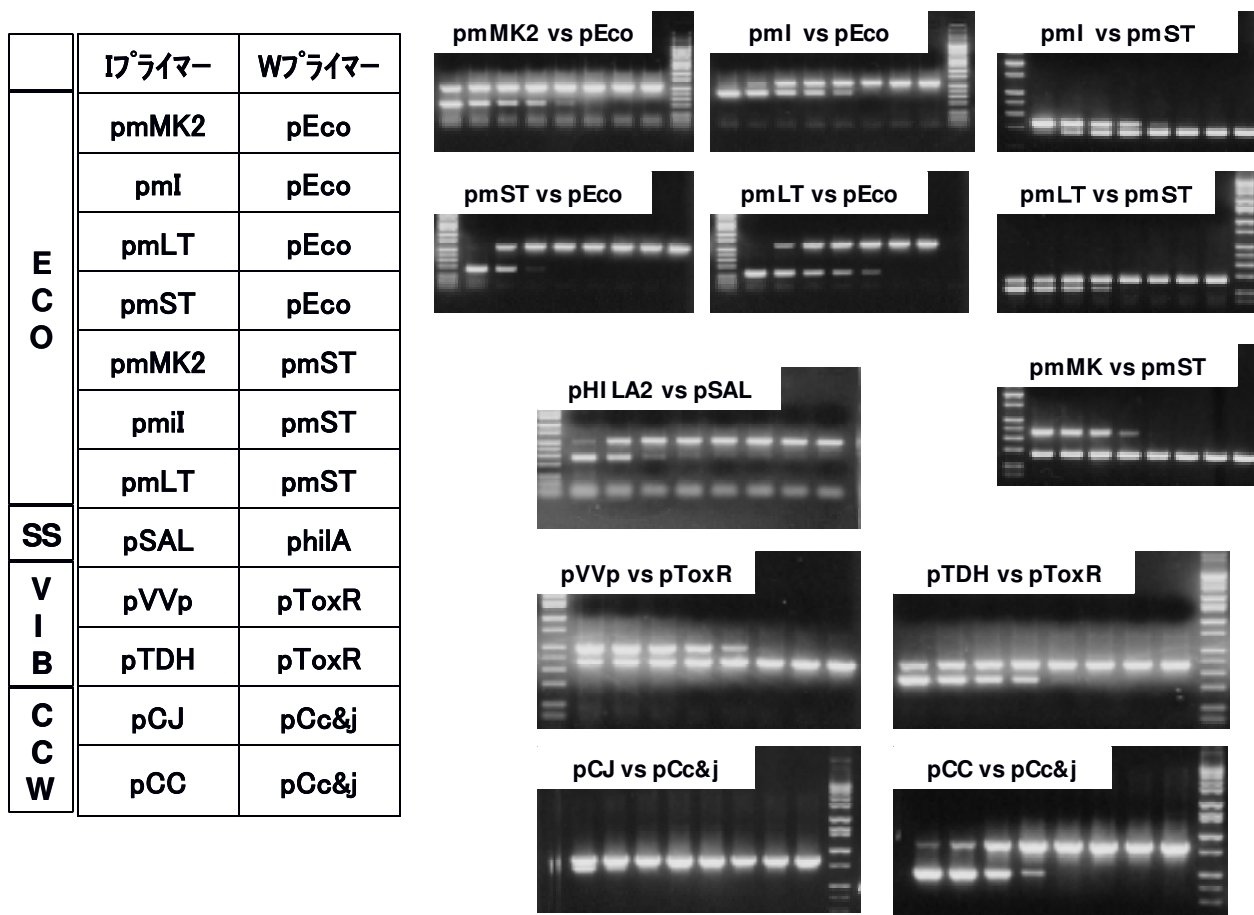 Iプライマー Wプライマー
ECO
pmMK2 pEco
pmI pEco
pmLT pEco
pmST pEco
pmMK2 pmST
pmiI pmST
pmLT pmST
SS pSAL philA
VIB
pVVp pToxR
pTDH pToxR
CCW
pCJ pCc&j
pCC pCc&j
pmMK2 vs pEco
pmI vs pEco
pmI vs pmST
pmST vs pEco
pmLT vs pEco
pmLT vs pmST
pHILA2 vs pSAL
pmMK vs pmST
pVVp vs pToxR
pTDH vs pToxR
pCJ vs pCc&j
pCC vs pCc&j